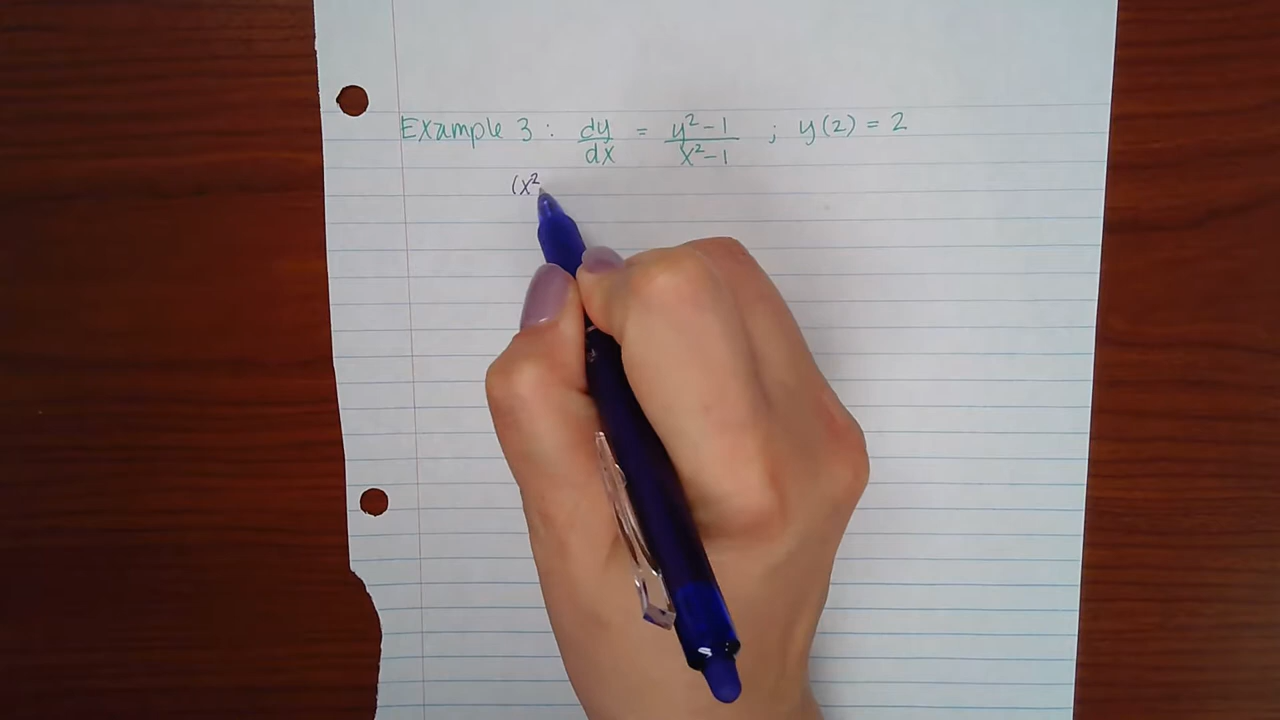 Example 3 : dy/dx = y²-1/x²-1 ; y(2) = 2
(x²